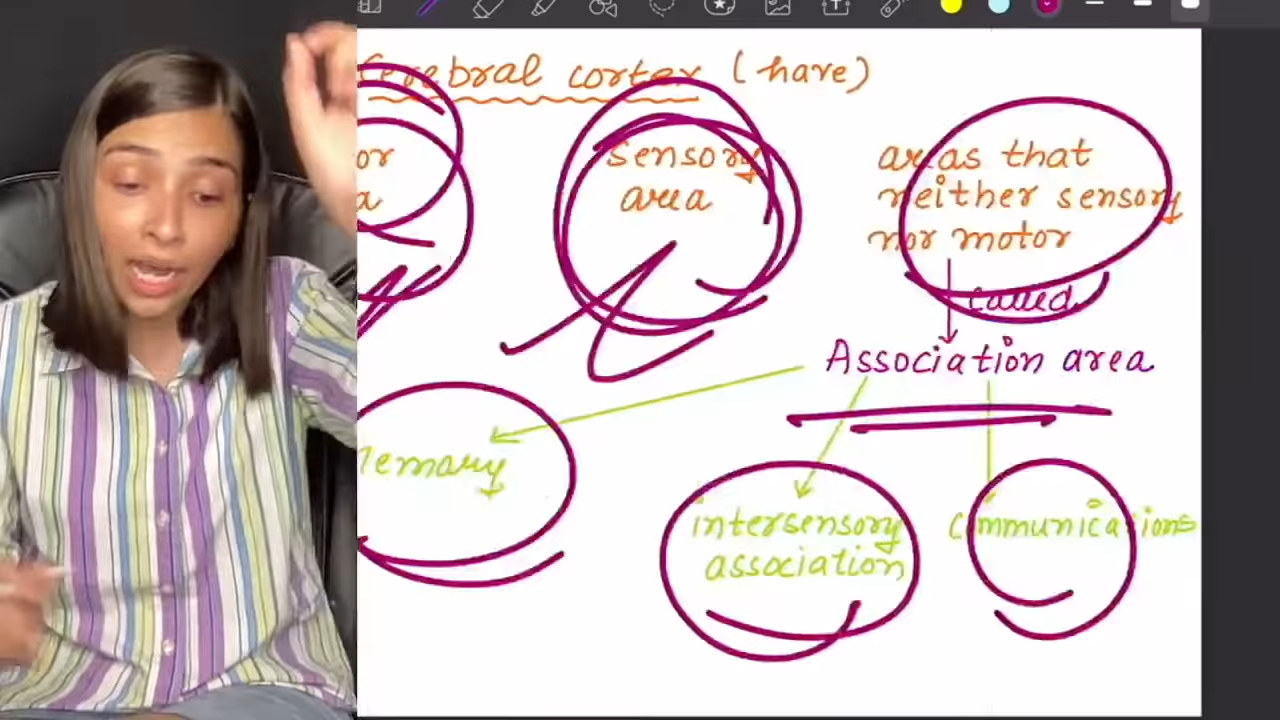 Cerebral cortex (have)
or
a
Sensory
area
areas that
neither sensory
nor motor
called
Association area
Memory
intersensory
association
Communications